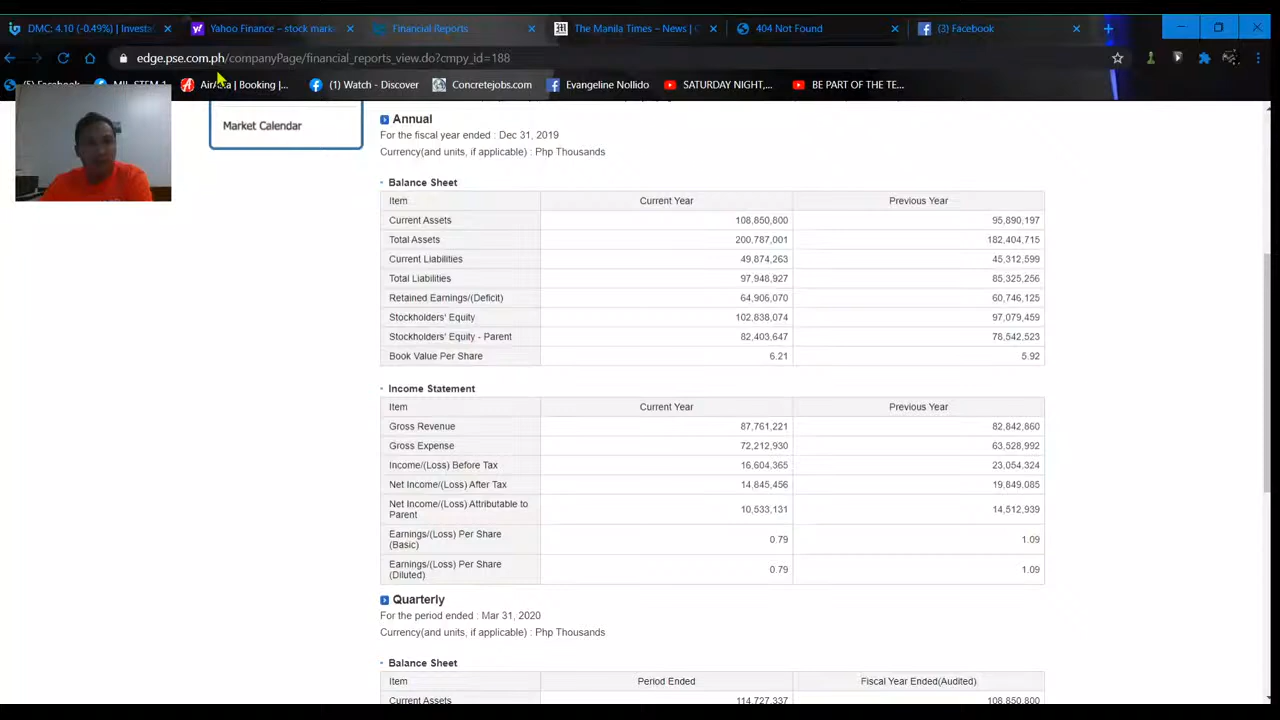 DMC: 4.10 (-0.49%) | Investa
Yahoo Finance – stock mark
Financial Reports
The Manila Times – News | C
404 Not Found
(3) Facebook
edge.pse.com.ph/companyPage/financial_reports_view.do?cmpy_id=188
(5) Facebook
MIL STEM 1
| Booking |...
(1) Watch - Discover
Concretejobs.com
Evangeline Nollido
SATURDAY NIGHT,...
BE PART OF THE TE...
Market Calendar
Annual
For the fiscal year ended : Dec 31, 2019
Currency(and units, if applicable) : Php Thousands
Balance Sheet
Item Current Year Previous Year
Current Assets 108,850,800 95,890,197
Total Assets 200,787,001 182,404,715
Current Liabilities 49,874,263 45,312,599
Total Liabilities 97,948,927 85,325,256
Retained Earnings/(Deficit) 64,906,070 60,746,125
Stockholders' Equity 102,838,074 97,079,459
Stockholders' Equity - Parent 82,403,647 78,542,523
Book Value Per Share 6.21 5.92
Income Statement
Item Current Year Previous Year
Gross Revenue 87,761,221 82,842,860
Gross Expense 72,212,930 63,528,992
Income/(Loss) Before Tax 16,604,365 23,054,324
Net Income/(Loss) After Tax 14,845,456 19,849,085
Net Income/(Loss) Attributable to
Parent 10,533,131 14,512,939
Earnings/(Loss) Per Share
(Basic) 0.79 1.09
Earnings/(Loss) Per Share
(Diluted) 0.79 1.09
Quarterly
For the period ended : Mar 31, 2020
Currency(and units, if applicable) : Php Thousands
Balance Sheet
Item Period Ended Fiscal Year Ended(Audited)
Current Assets 114,727,337 108,850,800